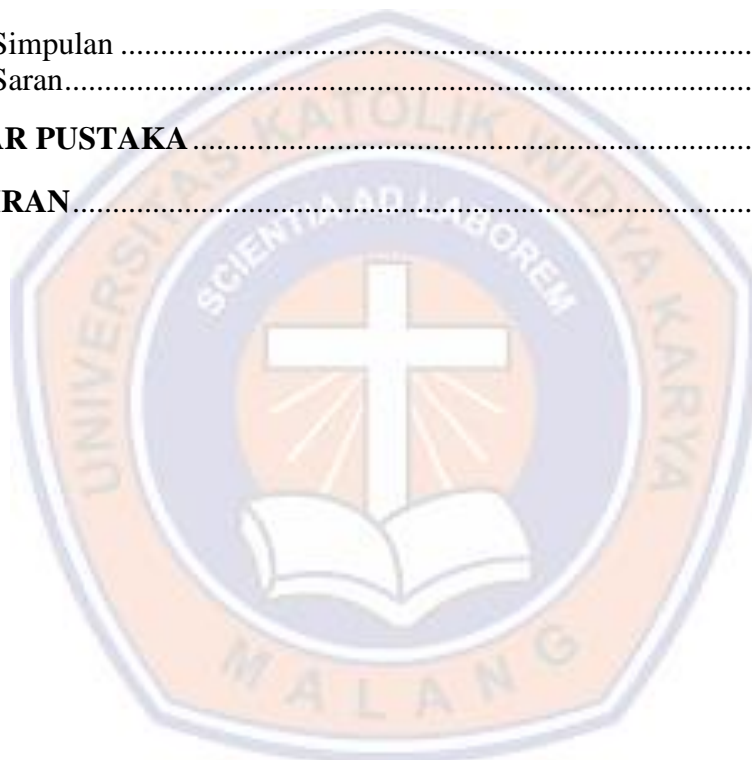 Simpulan ........................................................................................
Saran...............................................................................................
AR PUSTAKA.....................................................................
RAN....................................................................................
UNIVERSITAS KATOLIK WIDYA KARYA
SCIENTIA AD LABOREM
MALANG